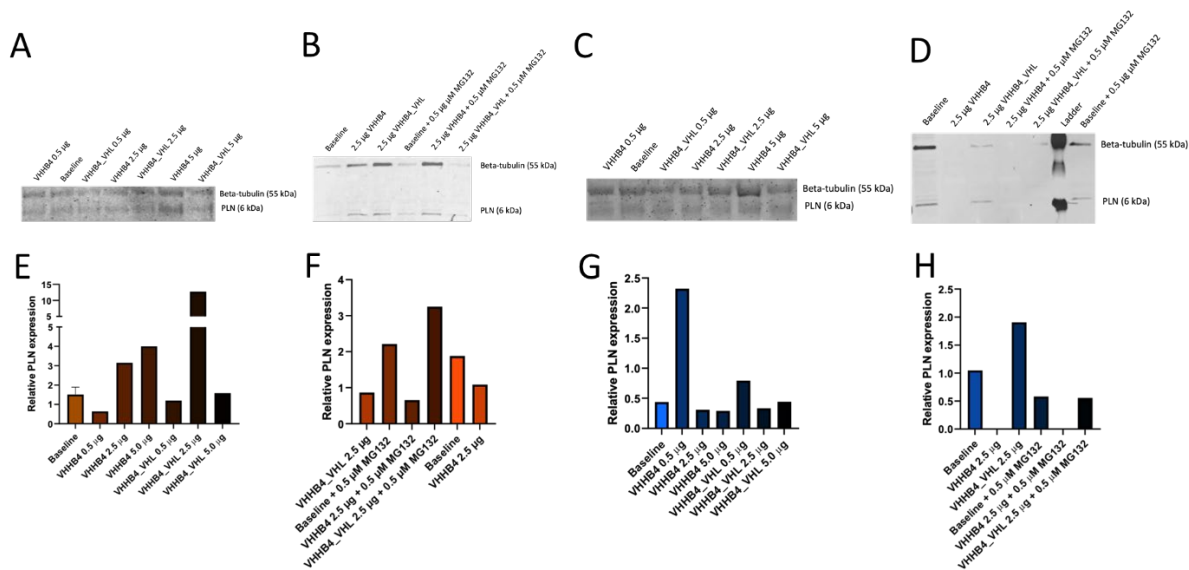 A
VHHB4 0.5 µg
Baseline
VHHB4_VHL 0.5 µg
VHHB4 2.5 µg
VHHB4_VHL 2.5 µg
VHHB4 5 µg
VHHB4_VHL 5 µg
Beta-tubulin (55 kDa)
PLN (6 kDa)
B
Baseline
2.5 µg VHHB4
2.5 µg VHHB4_VHL
Baseline + 0.5 µg µM MG132
2.5 µg VHHB4 + 0.5 µM MG132
2.5 µg VHHB4_VHL + 0.5 µM MG132
Beta-tubulin (55 kDa)
PLN (6 kDa)
C
VHHB4 0.5 µg
Baseline
VHHB4_VHL 0.5 µg
VHHB4 2.5 µg
VHHB4_VHL 2.5 µg
VHHB4 5 µg
VHHB4_VHL 5 µg
Beta-tubulin (55 kDa)
PLN (6 kDa)
D
Baseline
2.5 µg VHHB4
2.5 µg VHHB4_VHL
2.5 µg VHHB4 + 0.5 µM MG132
2.5 µg VHHB4_VHL + 0.5 µM MG132
Ladder
Baseline + 0.5 µg µM MG132
Beta-tubulin (55 kDa)
PLN (6 kDa)
E
Relative PLN expression
15
10
5
5
4
3
2
1
0
Baseline
VHHB4 0.5 µg
VHHB4 2.5 µg
VHHB4 5.0 µg
VHHB4_VHL 0.5 µg
VHHB4_VHL 2.5 µg
VHHB4_VHL 5.0 µg
F
Relative PLN expression
4
3
2
1
0
VHHB4_VHL 2.5 µg
Baseline + 0.5 µM MG132
VHHB4 2.5 µg + 0.5 µM MG132
VHHB4_VHL 2.5 µg + 0.5 µM MG132
Baseline
VHHB4 2.5 µg
G
Relative PLN expression
2.5
2.0
1.5
1.0
0.5
0.0
Baseline
VHHB4 0.5 µg
VHHB4 2.5 µg
VHHB4 5.0 µg
VHHB4_VHL 0.5 µg
VHHB4_VHL 2.5 µg
VHHB4_VHL 5.0 µg
H
Relative PLN expression
2.5
2.0
1.5
1.0
0.5
0.0
Baseline
VHHB4 2.5 µg
VHHB4_VHL 2.5 µg
Baseline + 0.5 µM MG132
VHHB4 2.5 µg + 0.5 µM MG132
VHHB4_VHL 2.5 µg + 0.5 µM MG132